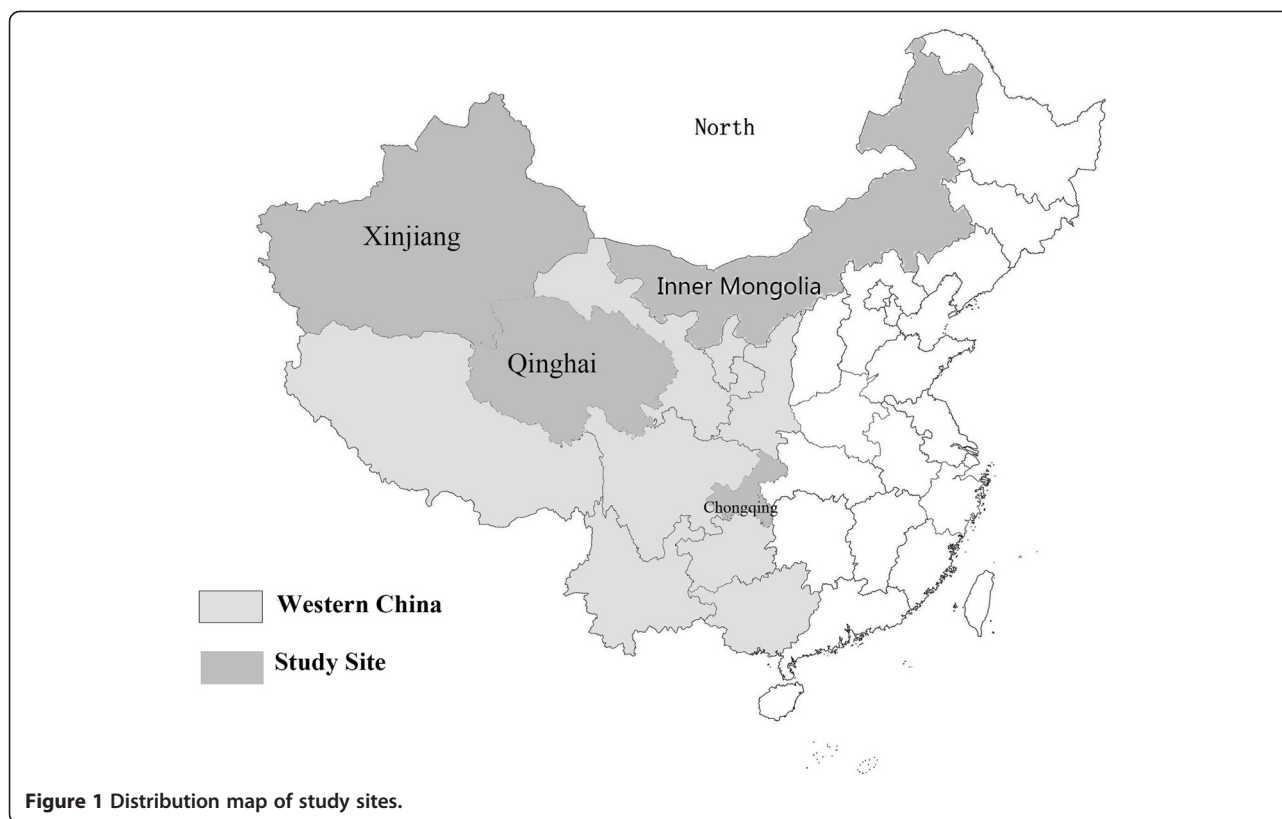 North
Xinjiang
Inner Mongolia
Qinghai
Chongqing
Western China
Study Site
Figure 1 Distribution map of study sites.